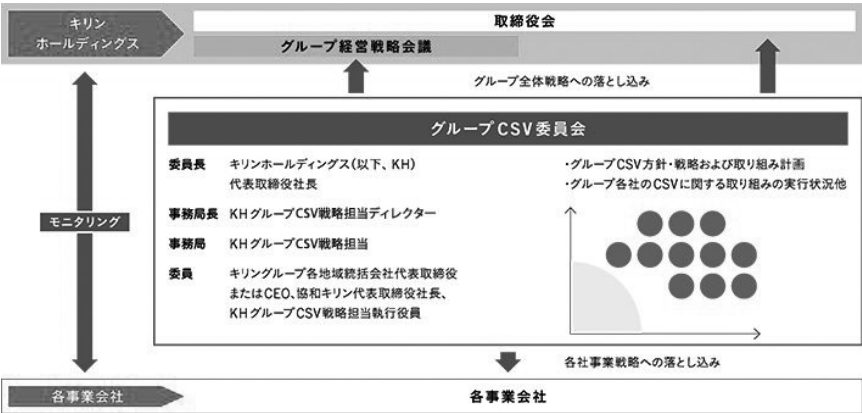 キリン
ホールディングス
取締役会
グループ経営戦略会議
グループ全体戦略への落とし込み
グループCSV委員会
委員長 キリンホールディングス(以下、KH)
代表取締役社長
事務局長 KHグループCSV戦略担当ディレクター
事務局 KHグループCSV戦略担当
委員 キリングループ各地域統括会社代表取締役
またはCEO、協和キリン代表取締役社長、
KHグループCSV戦略担当執行役員
・グループCSV方針・戦略および取り組み計画
・グループ各社のCSVに関する取り組みの実行状況他
モニタリング
各社事業戦略への落とし込み
各事業会社
各事業会社